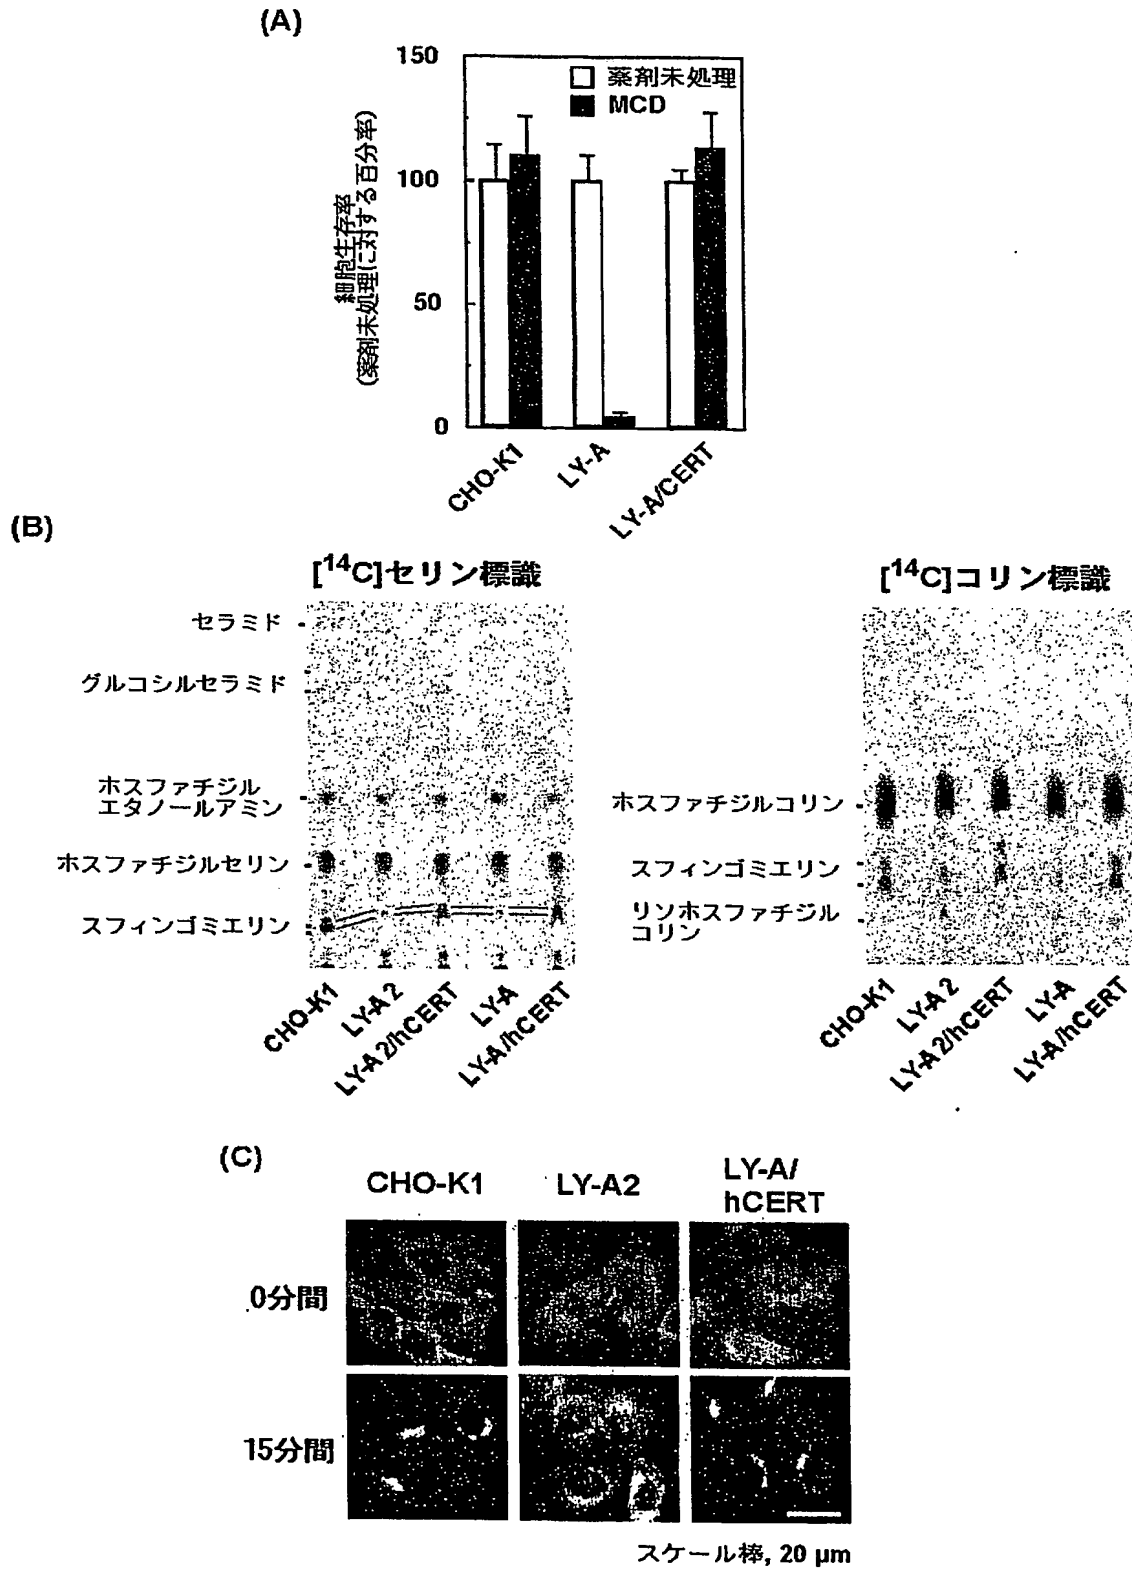 (A)
150
100
50
0
細胞生存率
(薬剤未処理に対する百分率)
薬剤未処理
MCD
CHO-K1
LY-A
LY-A/CERT
(B)
[14C]セリン標識
セラミド
グルコシルセラミド
ホスファチジル
エタノールアミン
ホスファチジルセリン
スフィンゴミエリン
CHO-K1
LY-A2
LY-A2/hCERT
LY-A
LY-A/hCERT
[14C]コリン標識
ホスファチジルコリン
スフィンゴミエリン
リソホスファチジル
コリン
CHO-K1
LY-A2
LY-A2/hCERT
LY-A
LY-A/hCERT
(C)
CHO-K1
LY-A2
LY-A/
hCERT
0分間
15分間
スケール棒, 20 μm